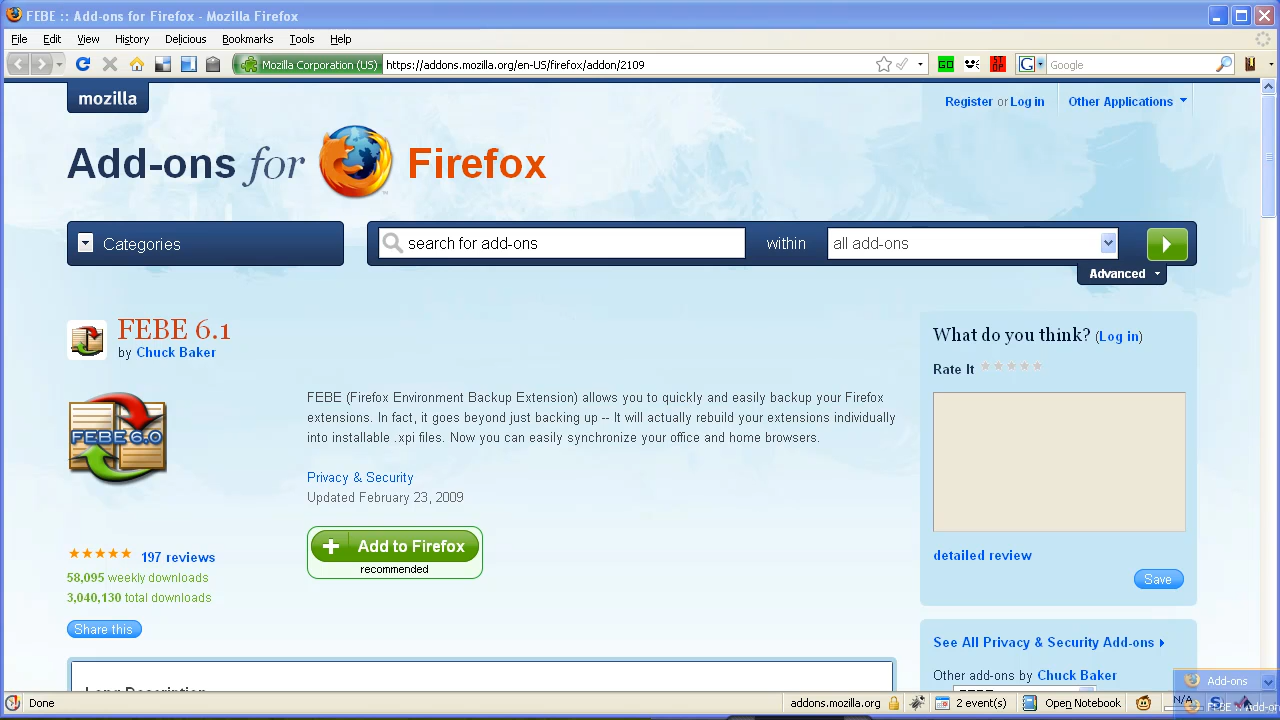 FEBE :: Add-ons for Firefox - Mozilla Firefox
File Edit View History Delicious Bookmarks Tools Help
Mozilla Corporation (US) https://addons.mozilla.org/en-US/firefox/addon/2109 GO STOP G Google
mozilla
Register or Log in Other Applications
Add-ons for Firefox
Categories search for add-ons within all add-ons
Advanced
FEBE 6.1
by Chuck Baker
FEBE 6.0
FEBE (Firefox Environment Backup Extension) allows you to quickly and easily backup your Firefox
extensions. In fact, it goes beyond just backing up -- It will actually rebuild your extensions individually
into installable .xpi files. Now you can easily synchronize your office and home browsers.
Privacy & Security
Updated February 23, 2009
Add to Firefox
recommended
197 reviews
58,095 weekly downloads
3,040,130 total downloads
Share this
What do you think? (Log in)
Rate It
detailed review
Save
See All Privacy & Security Add-ons
Other add-ons by Chuck Baker
Long Description
Add-ons
Done addons.mozilla.org 2 event(s) Open Notebook N/A
FEBE :: Add-on